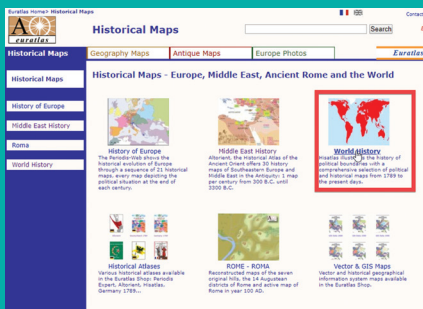 Euratlas Home> Historical Maps
Contact
A
euratlas
Historical Maps
Search
Historical Maps
Geography Maps
Antique Maps
Europe Photos
Euratlas
Historical Maps
History of Europe
Middle East History
Roma
World History
Historical Maps - Europe, Middle East, Ancient Rome and the World
History of Europe
The Periodis-Web shows the
historical evolution of Europe
through a sequence of 21 historical
maps, every map depicting the
political situation at the end of
each century.
Middle East History
Altorient, the Historical Atlas of the
Ancient Orient offers 30 history
maps of Southeastern Europe and
Middle East in the Antiquity: 1 map
per century from 300 B.C. until
3300 B.C.
World History
Hisatlas the history of
political boundaries with a
comprehensive selection of political
and historical maps from 1789 to
the present days.
Historical Atlases
Various historical atlases available
in the Euratlas Shop: Periodis
Expert, Altorient, Hisatlas,
Germany 1789...
ROME - ROMA
Reconstructed maps of the seven
original hills, the 14 Augustean
districts of Rome and active map of
Rome in year 100 AD.
Vector & GIS Maps
Vector and historical geographical
information system maps available
in the Euratlas Shop.